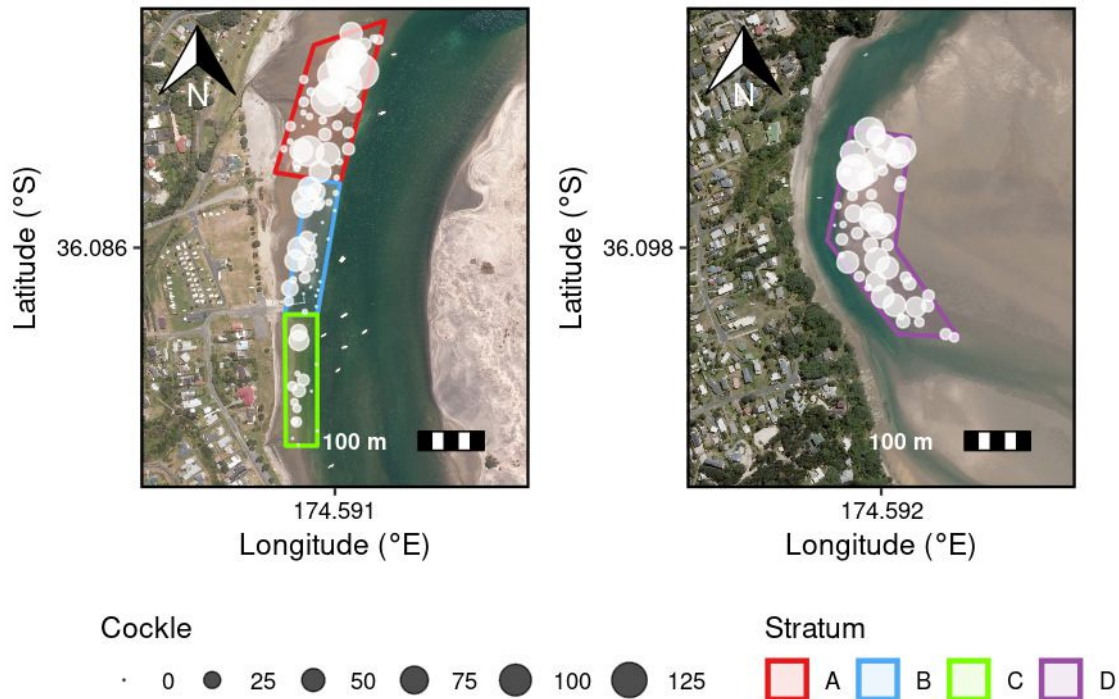 N
N
Latitude (°S)
36.086
100 m
174.591
Longitude (°E)
Latitude (°S)
36.098
100 m
174.592
Longitude (°E)
Cockle
0 25 50 75 100 125
Stratum
A B C D